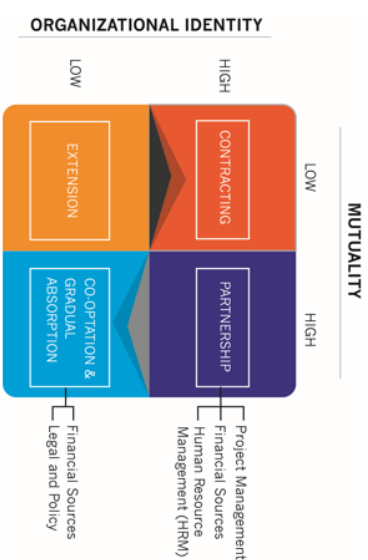 ORGANIZATIONAL IDENTITY
LOW
HIGH
MUTUALITY
LOW
HIGH
CONTRACTING
PARTNERSHIP
EXTENSION
CO-OPTATION &
GRADUAL
ABSORPTION
Project Management
Financial Sources
Human Resource
Management (HRM)
Financial Sources
Legal and Policy